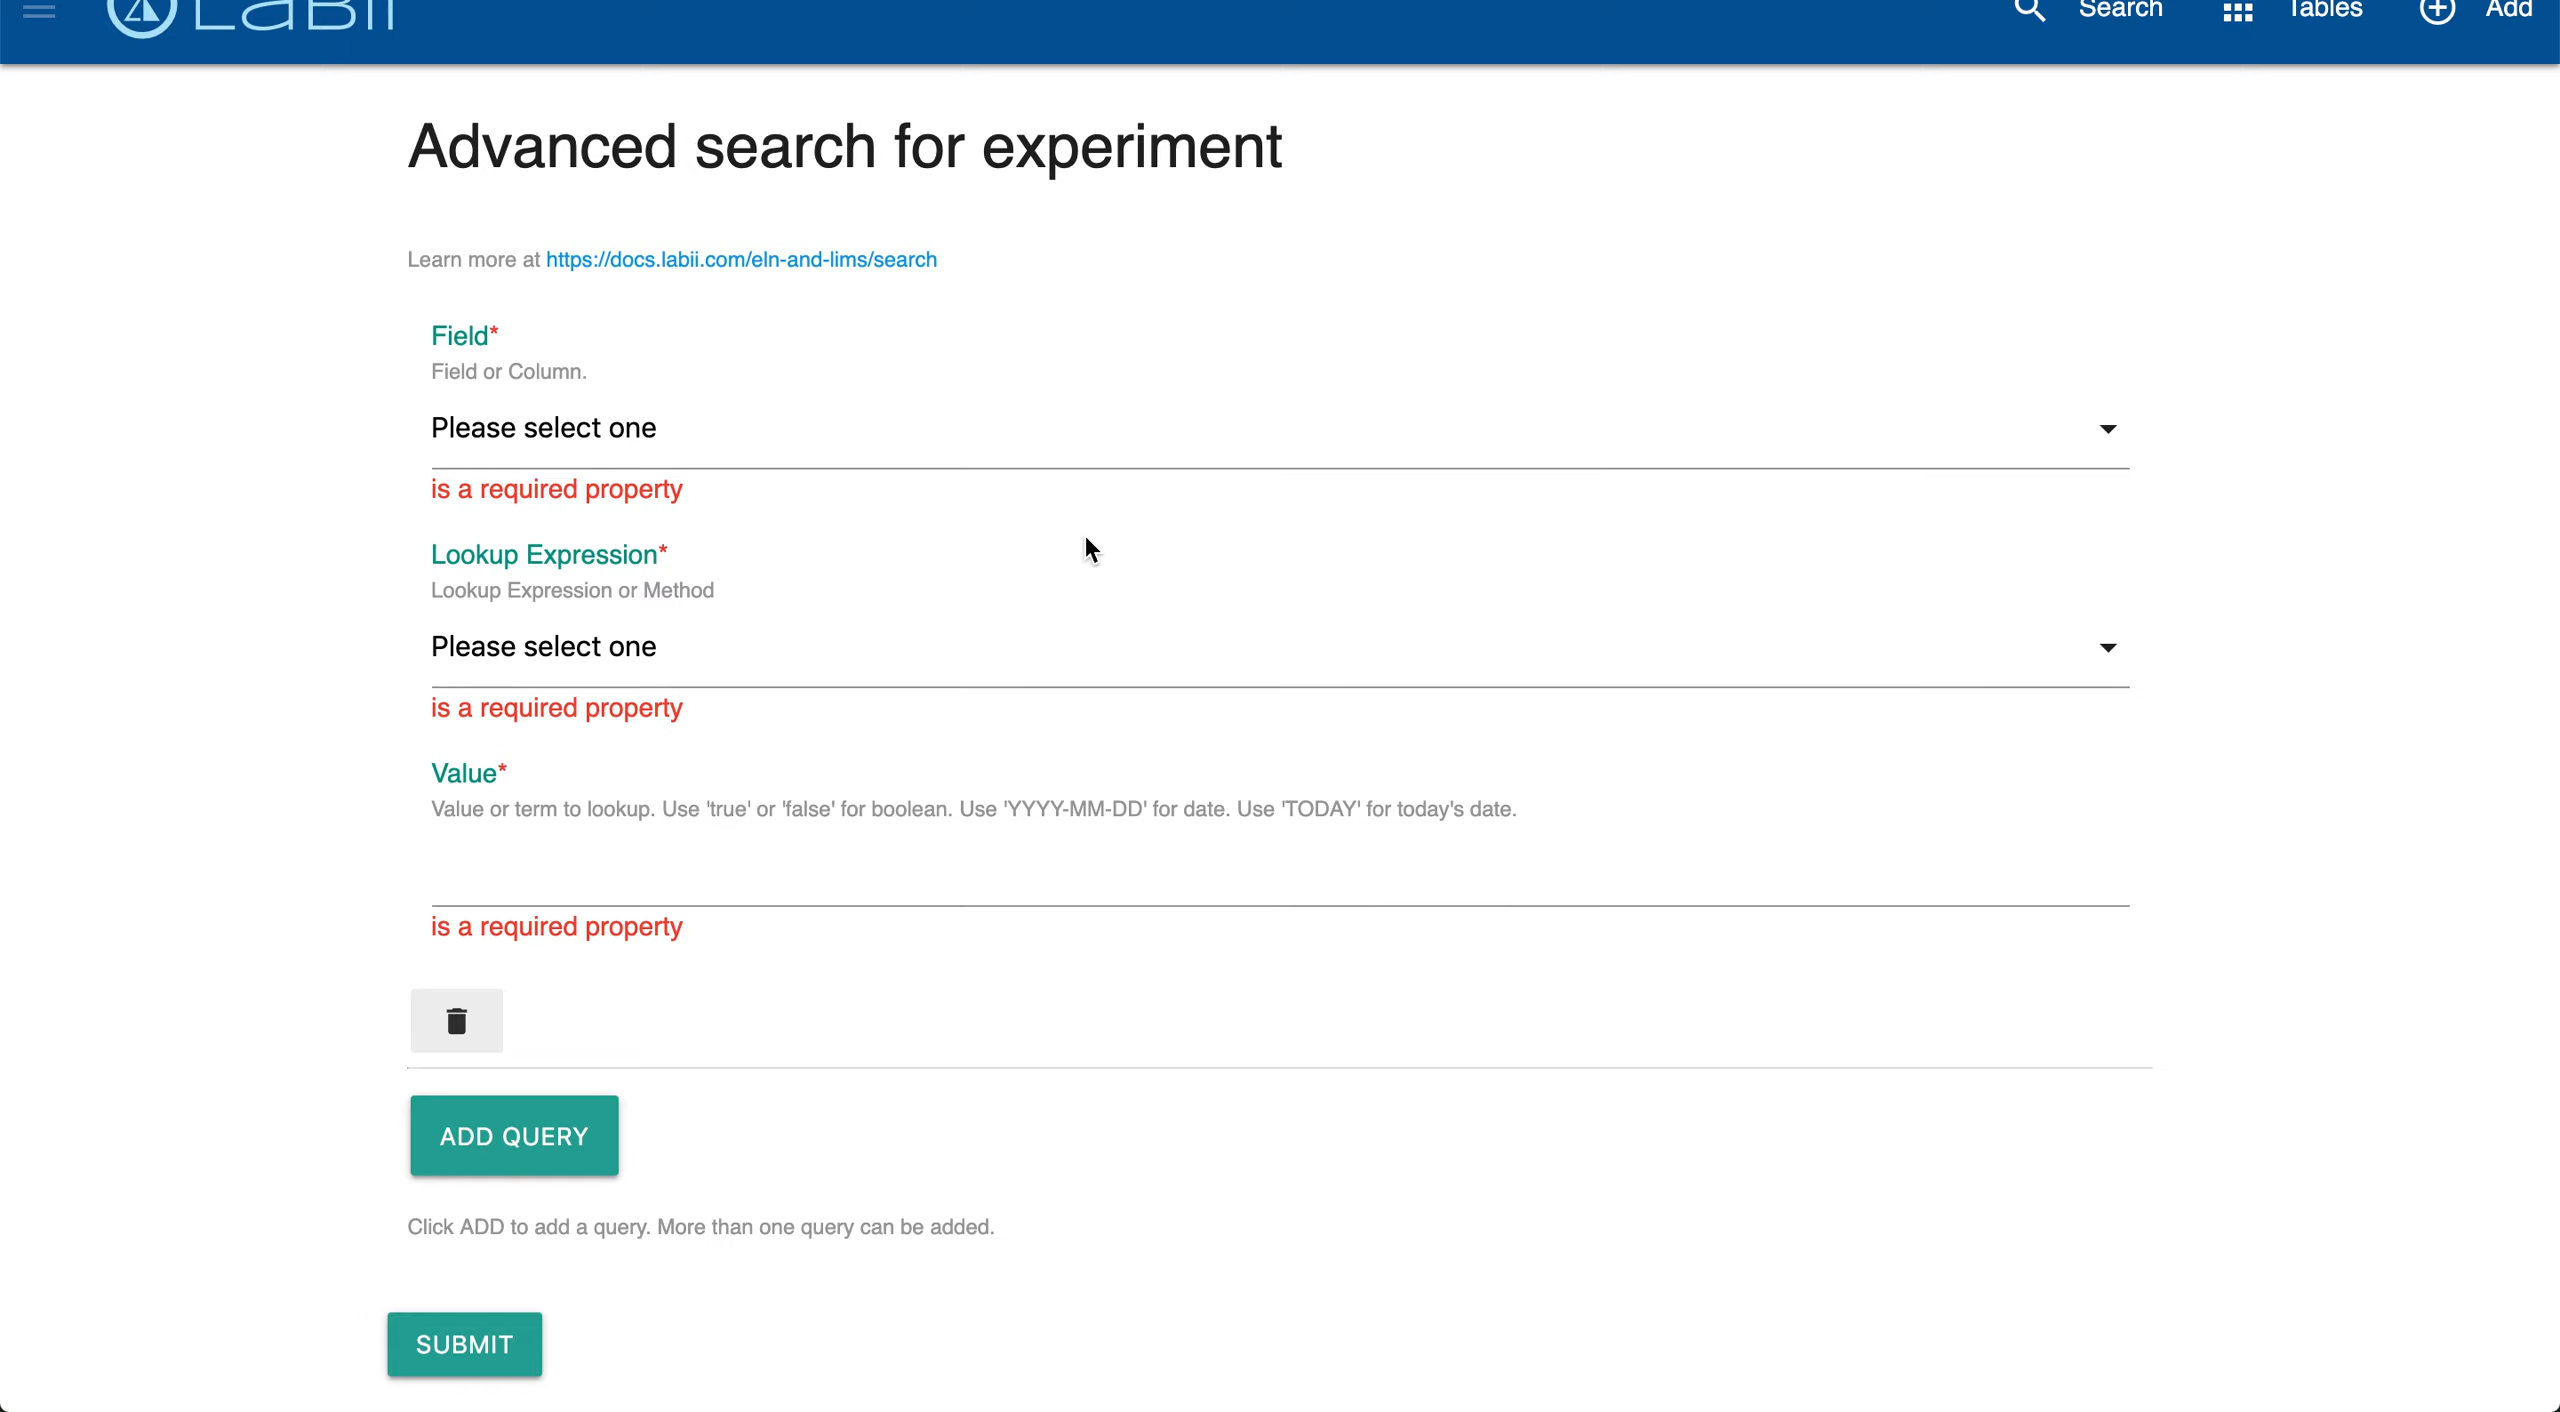 Labii
Search
Tables
Add
Advanced search for experiment
Learn more at https://docs.labii.com/eln-and-lims/search
Field*
Field or Column.
Please select one
is a required property
Lookup Expression*
Lookup Expression or Method
Please select one
is a required property
Value*
Value or term to lookup. Use 'true' or 'false' for boolean. Use 'YYYY-MM-DD' for date. Use 'TODAY' for today's date.
is a required property
ADD QUERY
Click ADD to add a query. More than one query can be added.
SUBMIT